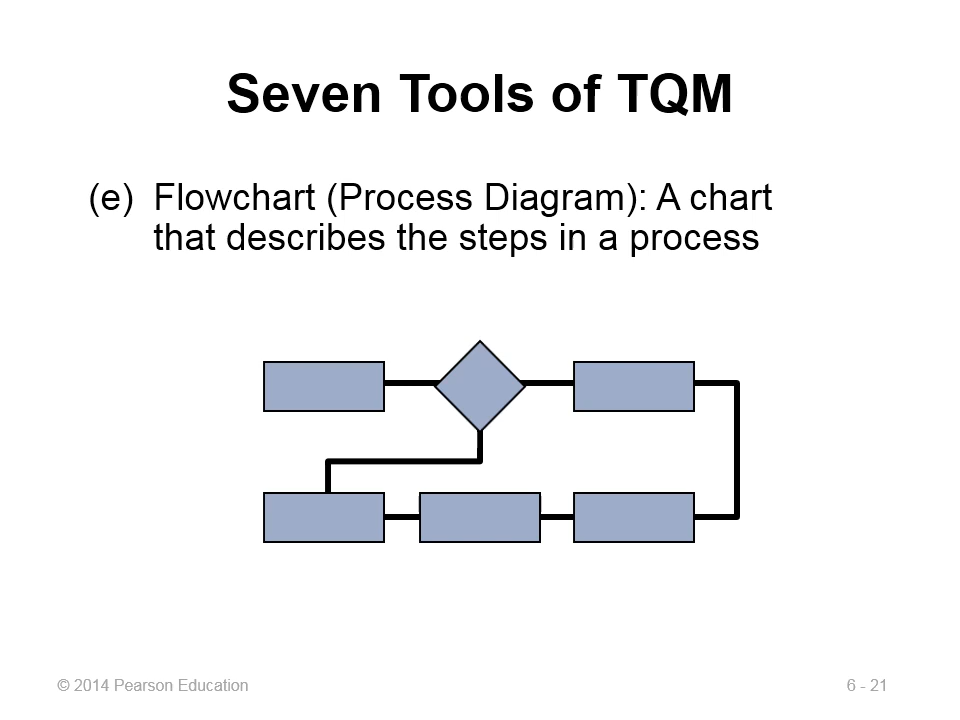 Seven Tools of TQM
(e) Flowchart (Process Diagram): A chart
that describes the steps in a process
© 2014 Pearson Education
6 - 21